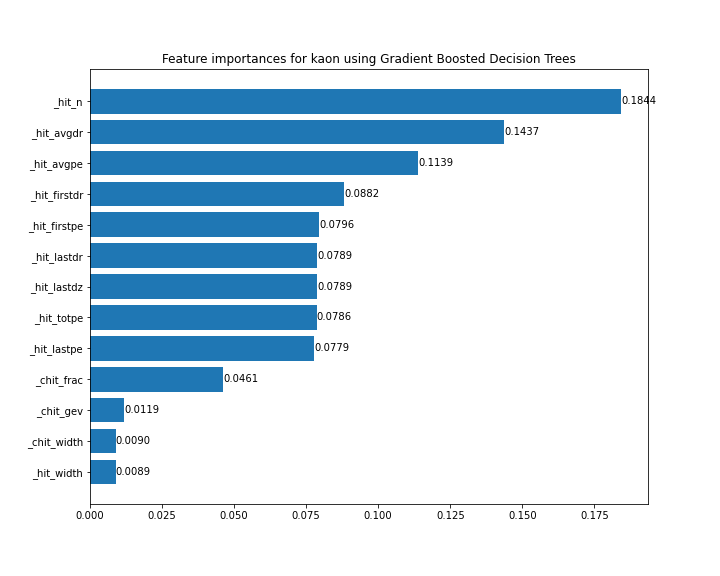 Feature importances for kaon using Gradient Boosted Decision Trees
_hit_n 0.1844
_hit_avgdr 0.1437
_hit_avgpe 0.1139
_hit_firstdr 0.0882
_hit_firstpe 0.0796
_hit_lastdr 0.0789
_hit_lastdz 0.0789
_hit_totpe 0.0786
_hit_lastpe 0.0779
_chit_frac 0.0461
_chit_gev 0.0119
_chit_width 0.0090
_hit_width 0.0089
0.000 0.025 0.050 0.075 0.100 0.125 0.150 0.175